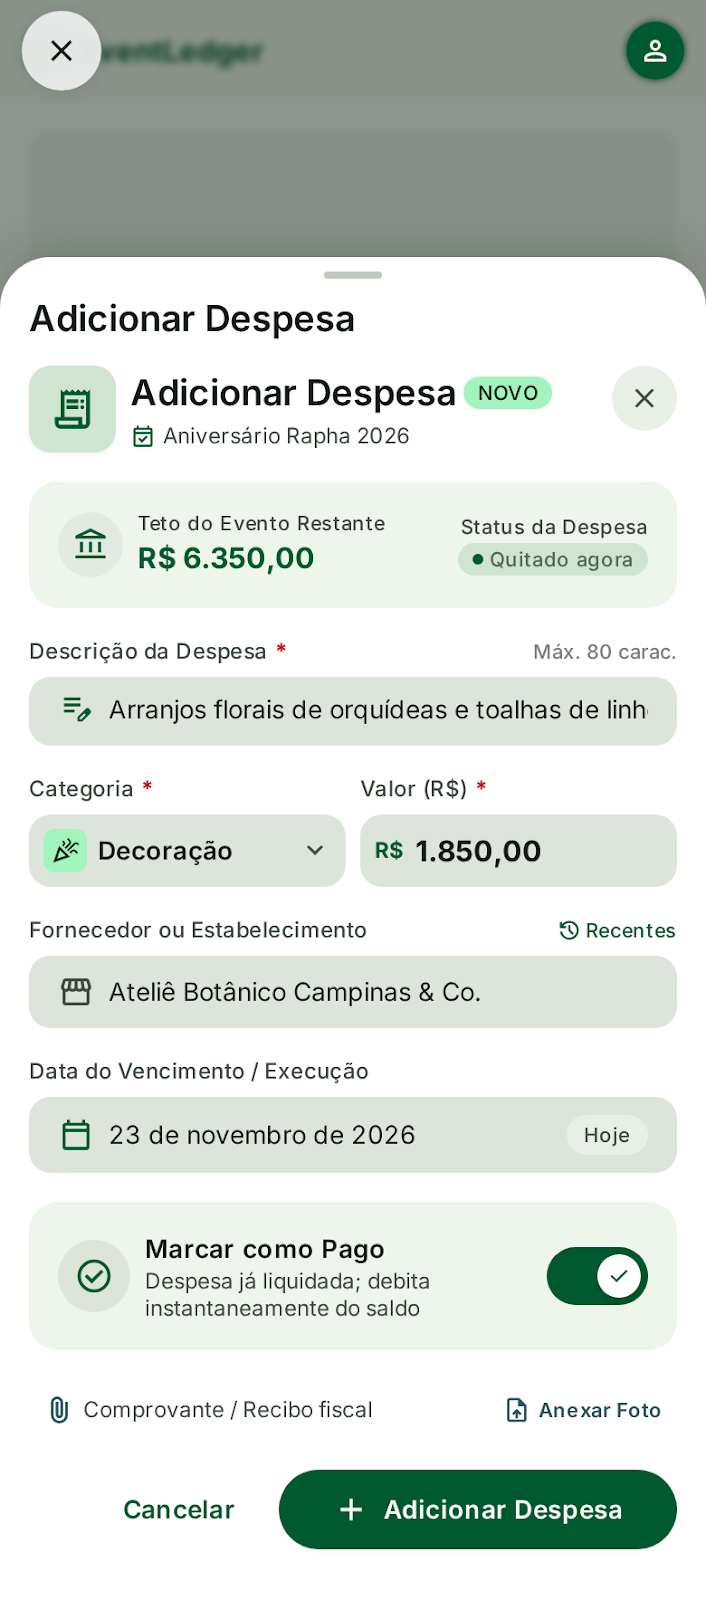 ventLedger
Adicionar Despesa
Adicionar Despesa NOVO
Aniversário Rapha 2026
Teto do Evento Restante
R$ 6.350,00
Status da Despesa
Quitado agora
Descrição da Despesa *
Máx. 80 carac.
Arranjos florais de orquídeas e toalhas de linh
Categoria *
Valor (R$) *
Decoração
R$ 1.850,00
Fornecedor ou Estabelecimento
Recentes
Ateliê Botânico Campinas & Co.
Data do Vencimento / Execução
23 de novembro de 2026
Hoje
Marcar como Pago
Despesa já liquidada; debita
instantaneamente do saldo
Comprovante / Recibo fiscal
Anexar Foto
Cancelar
Adicionar Despesa